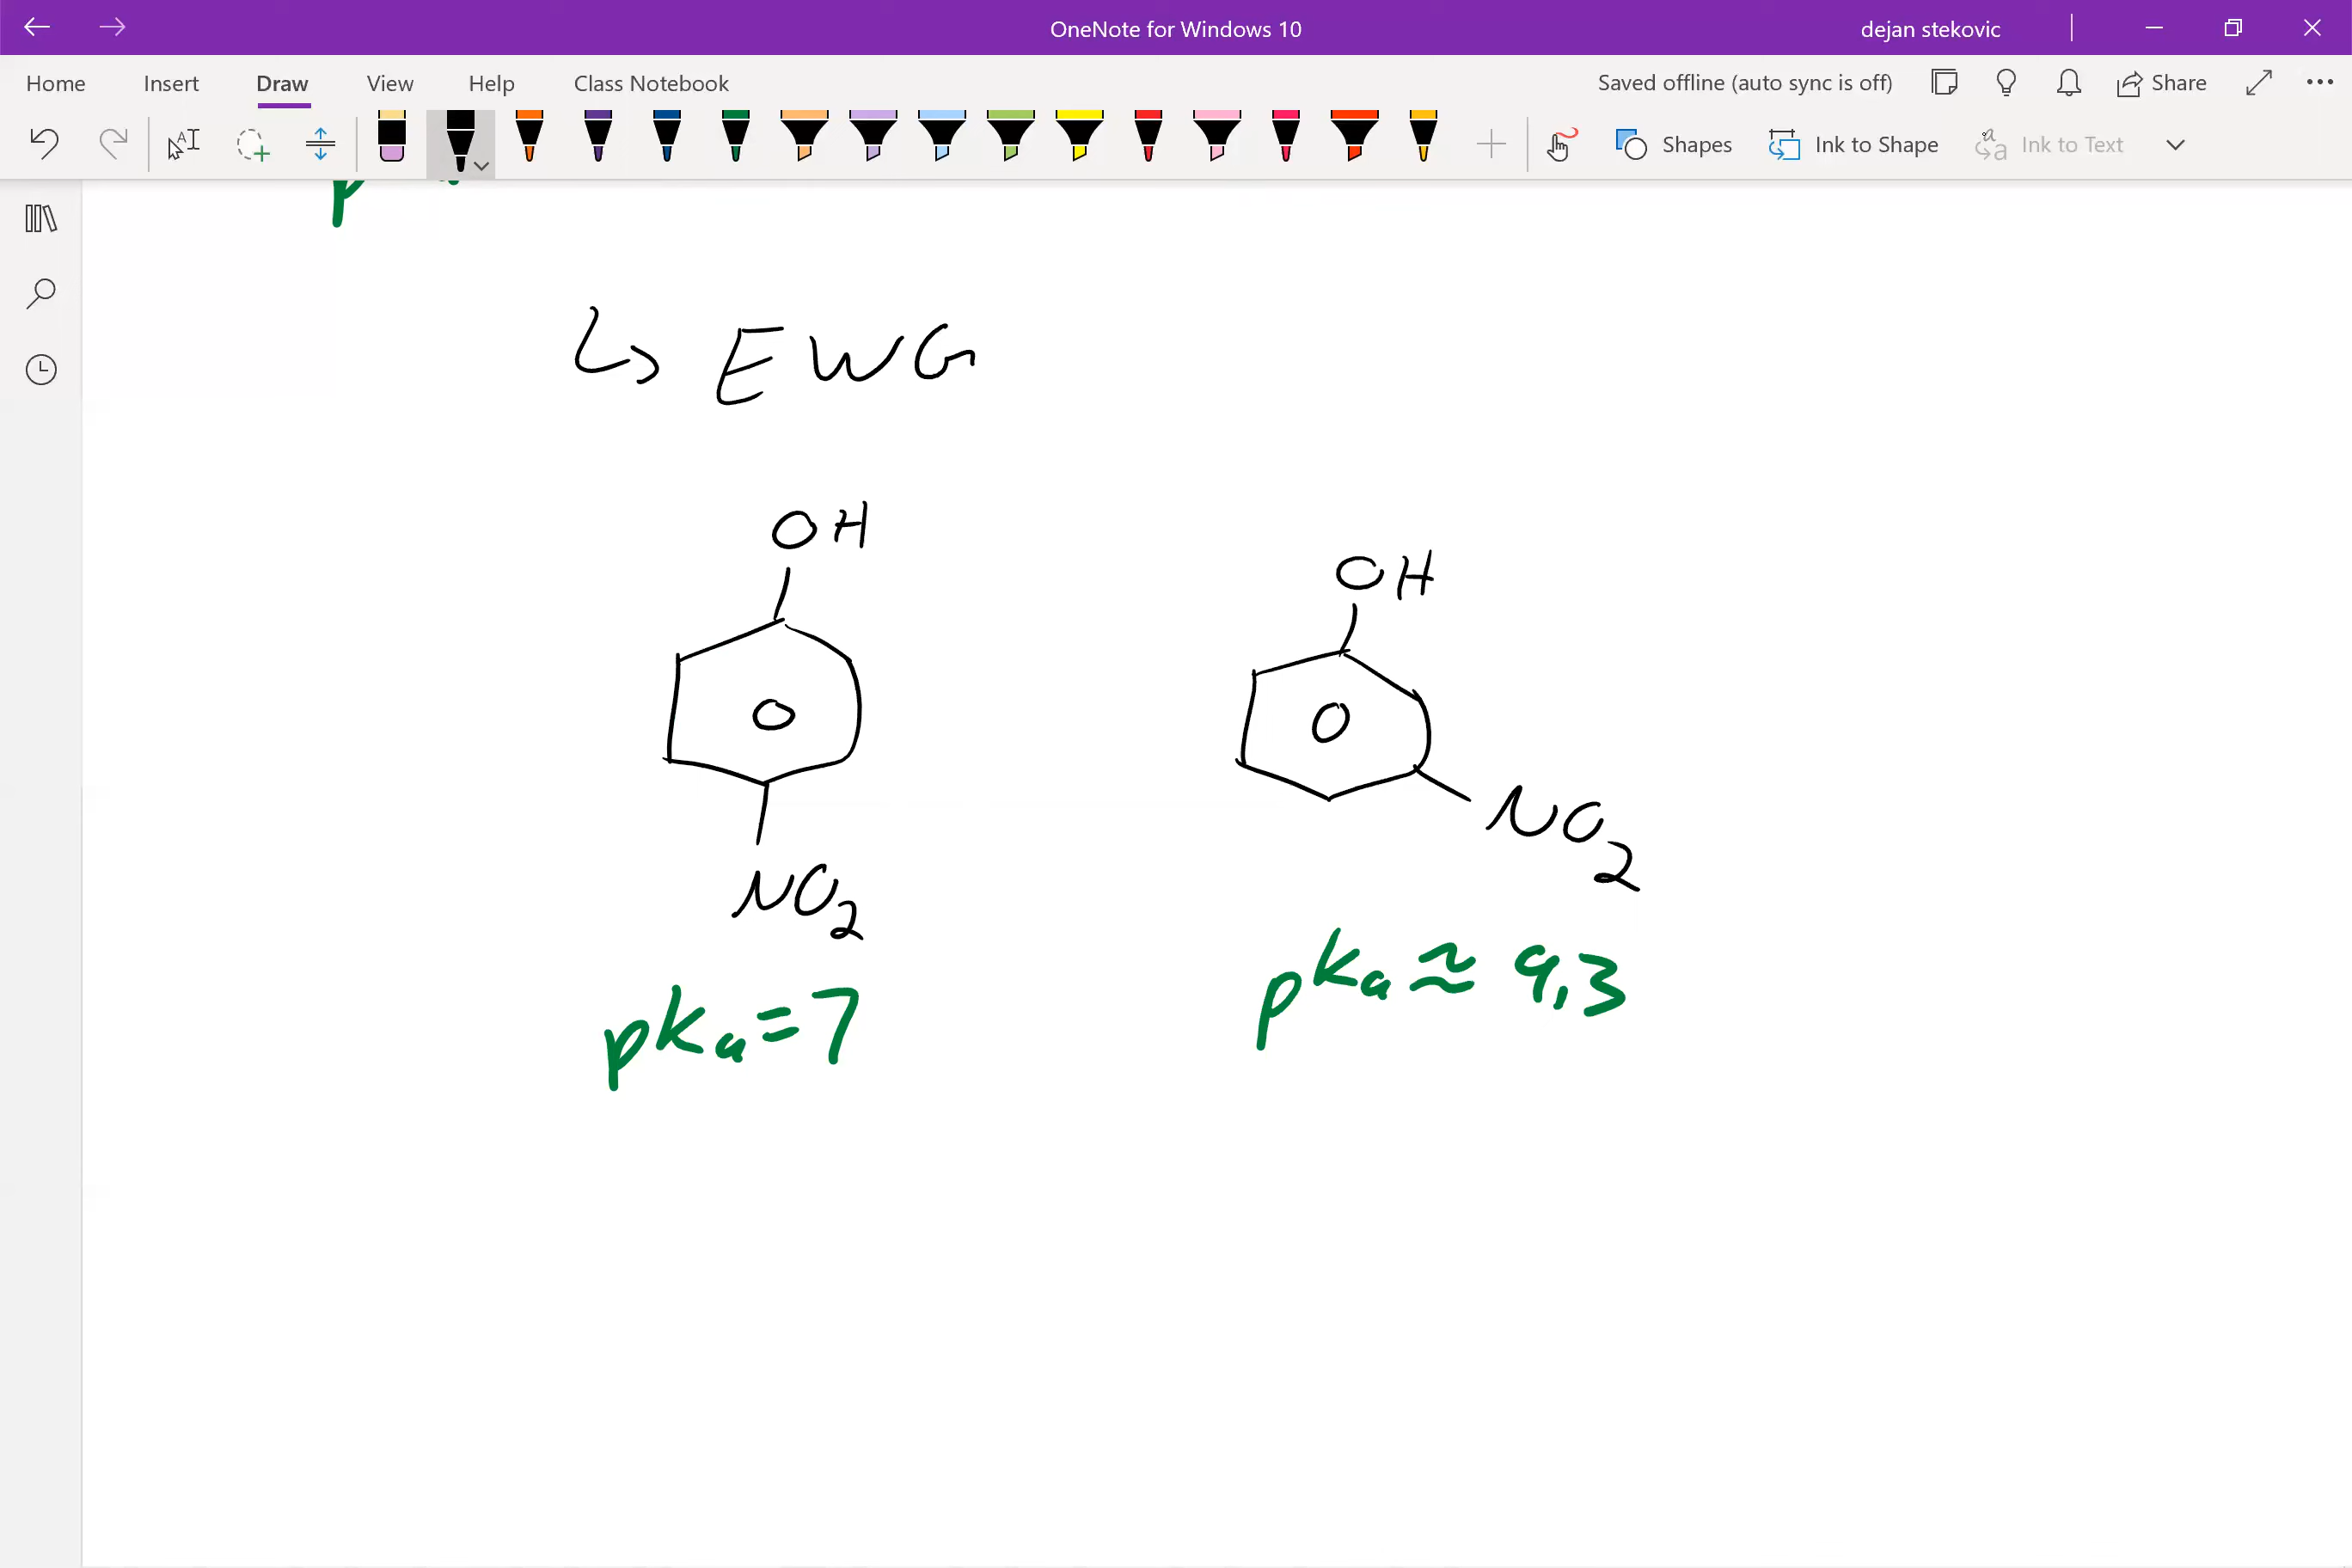 OneNote for Windows 10
dejan stekovic
Home Insert Draw View Help Class Notebook
Saved offline (auto sync is off) Share
Shapes Ink to Shape Ink to Text
↳ EWG
OH
NO2
pka=7
OH
NO2
pka≈9,3